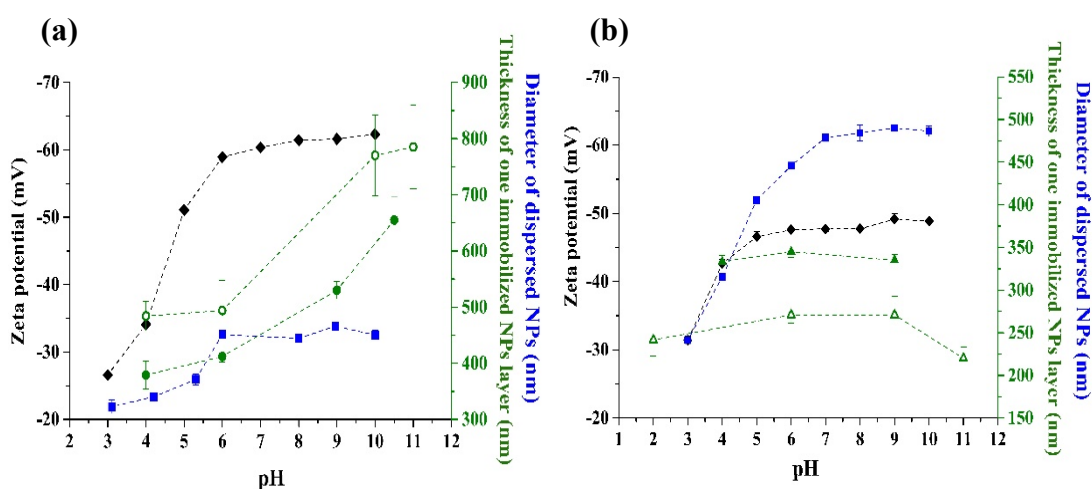 (a)
Zeta potential (mV)
-70
-60
-50
-40
-30
-20
2 3 4 5 6 7 8 9 10 11 12
pH
900
800
700
600
500
400
300
Thickness of one immobilized NPs layer (nm)
Diameter of dispersed NPs (nm)
(b)
Zeta potential (mV)
-70
-60
-50
-40
-30
-20
1 2 3 4 5 6 7 8 9 10 11 12
pH
550
500
450
400
350
300
250
200
150
Thickness of one immobilized NPs layer (nm)
Diameter of dispersed NPs (nm)